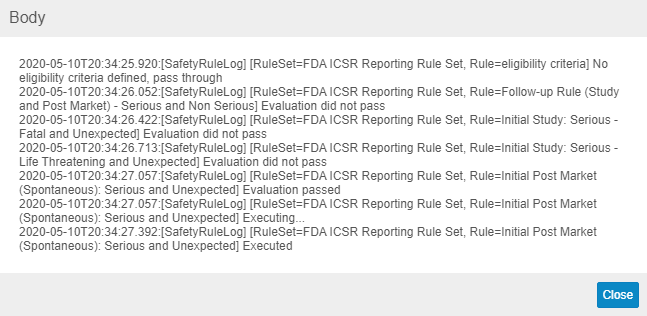 Body
2020-05-10T20:34:25.920:[SafetyRuleLog] [RuleSet=FDA ICSR Reporting Rule Set, Rule=eligibility criteria] No
eligibility criteria defined, pass through
2020-05-10T20:34:26.052:[SafetyRuleLog] [RuleSet=FDA ICSR Reporting Rule Set, Rule=Follow-up Rule (Study
and Post Market) - Serious and Non Serious] Evaluation did not pass
2020-05-10T20:34:26.422:[SafetyRuleLog] [RuleSet=FDA ICSR Reporting Rule Set, Rule=Initial Study: Serious -
Fatal and Unexpected] Evaluation did not pass
2020-05-10T20:34:26.713:[SafetyRuleLog] [RuleSet=FDA ICSR Reporting Rule Set, Rule=Initial Study: Serious -
Life Threatening and Unexpected] Evaluation did not pass
2020-05-10T20:34:27.057:[SafetyRuleLog] [RuleSet=FDA ICSR Reporting Rule Set, Rule=Initial Post Market
(Spontaneous): Serious and Unexpected] Evaluation passed
2020-05-10T20:34:27.057:[SafetyRuleLog] [RuleSet=FDA ICSR Reporting Rule Set, Rule=Initial Post Market
(Spontaneous): Serious and Unexpected] Executing...
2020-05-10T20:34:27.392:[SafetyRuleLog] [RuleSet=FDA ICSR Reporting Rule Set, Rule=Initial Post Market
(Spontaneous): Serious and Unexpected] Executed
Close